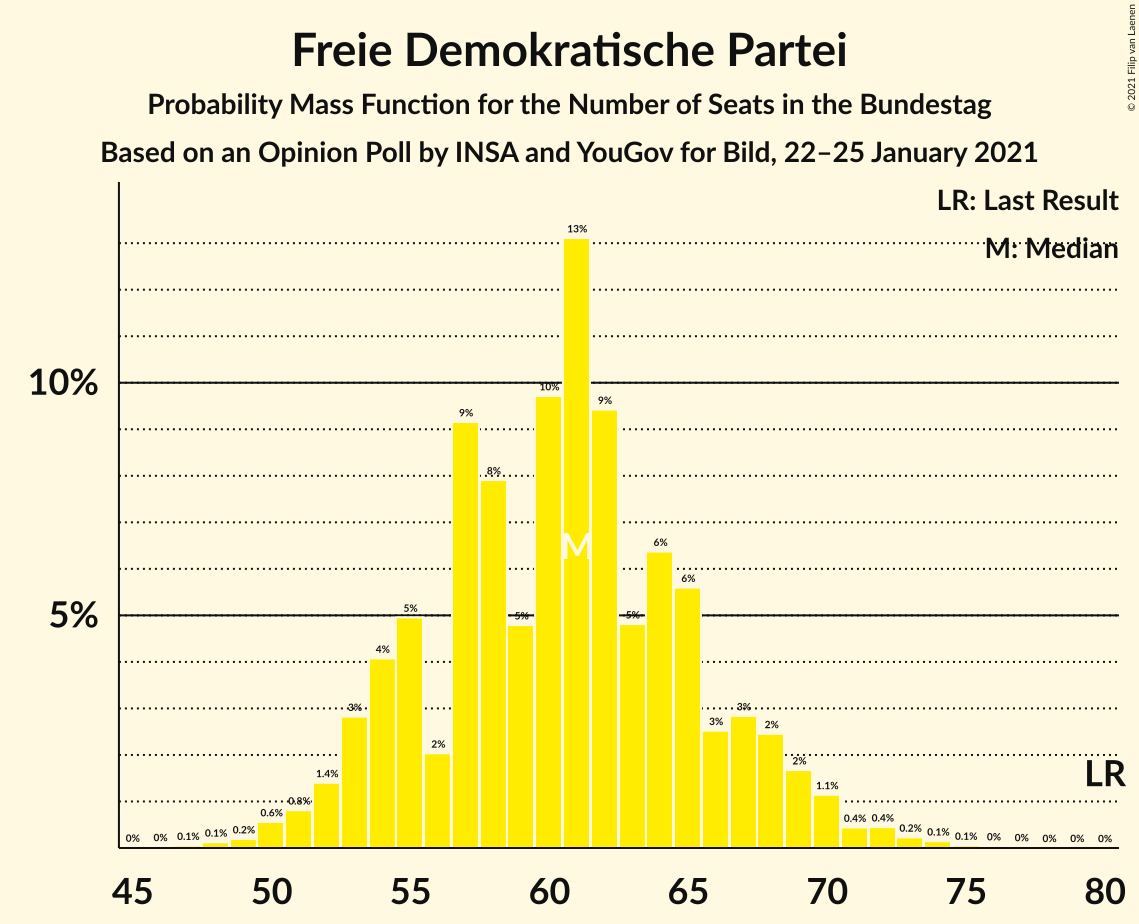 Freie Demokratische Partei
Probability Mass Function for the Number of Seats in the Bundestag
Based on an Opinion Poll by INSA and YouGov for Bild, 22–25 January 2021
© 2021 Filip van Laenen
LR: Last Result
M: Median
10%
5%
0% 0% 0.1% 0.1% 0.2% 0.6% 0.8% 1.4% 3% 4% 5% 2% 9% 8% 5% 10% 13% 9% 5% 6% 6% 3% 3% 2% 2% 1.1% 0.4% 0.4% 0.2% 0.1% 0.1% 0% 0% 0% 0% 0%
M
LR
45 50 55 60 65 70 75 80